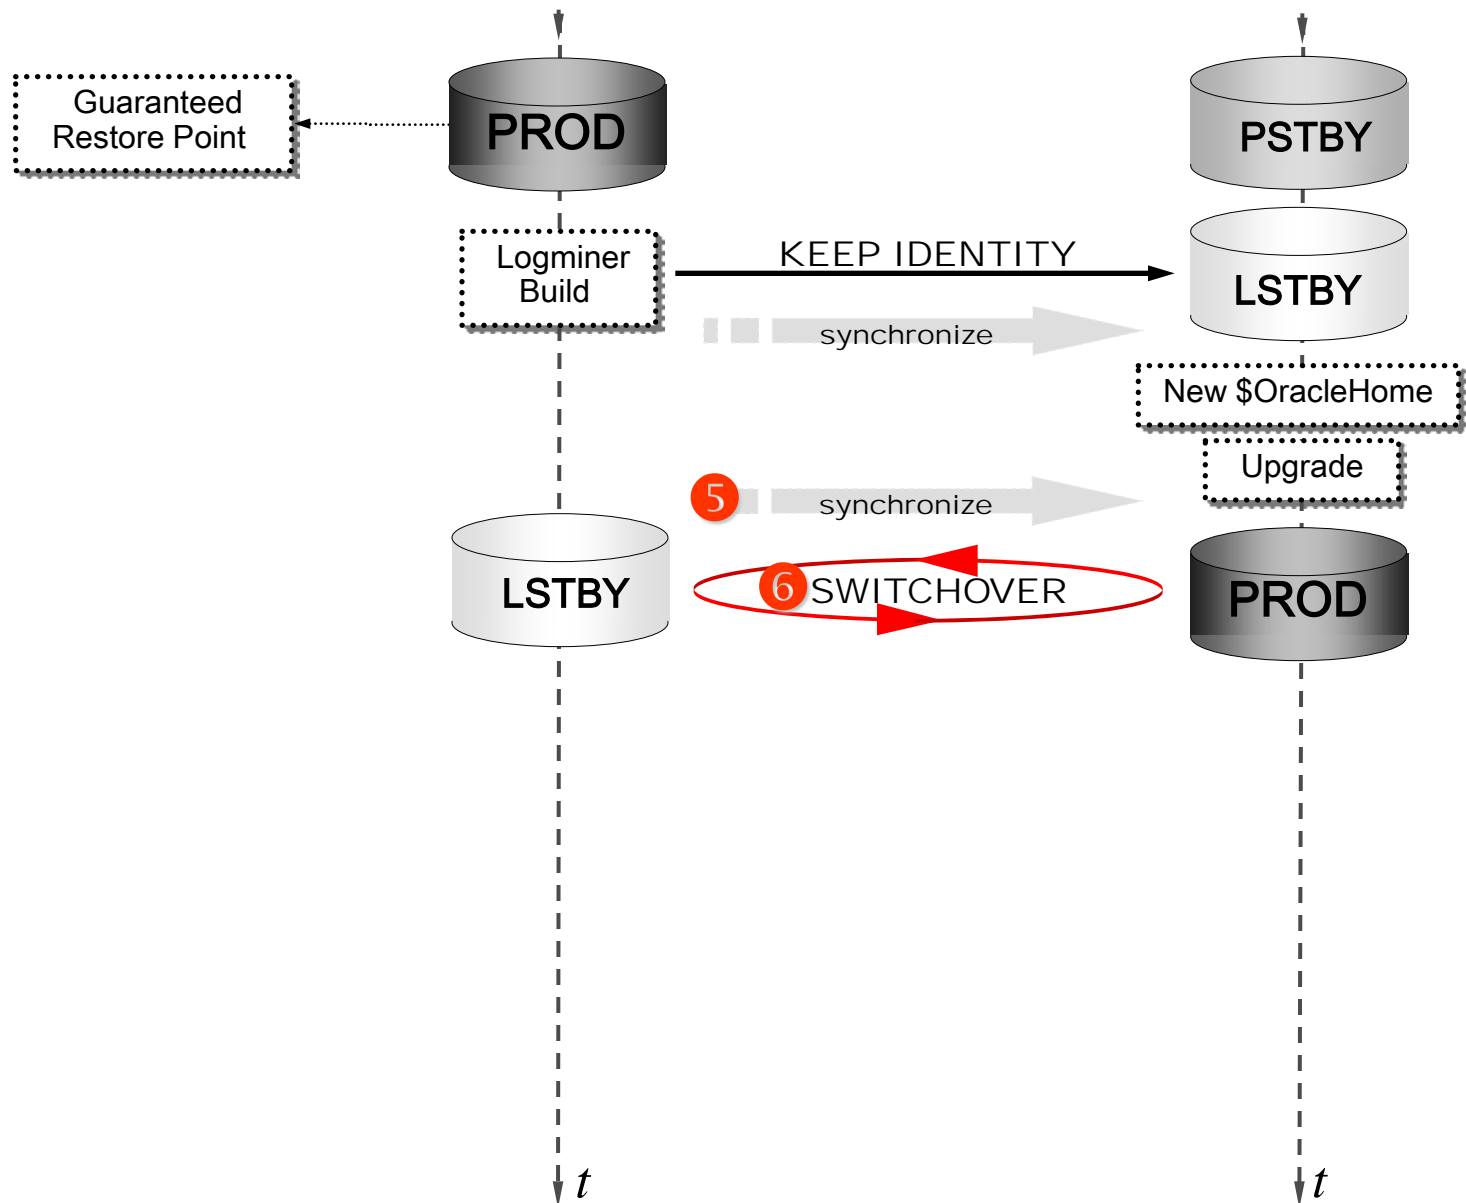 Guaranteed
Restore Point
PROD
PSTBY
Logminer
Build
KEEP IDENTITY
LSTBY
synchronize
New $OracleHome
Upgrade
5
synchronize
LSTBY
6 SWITCHOVER
PROD
t
t